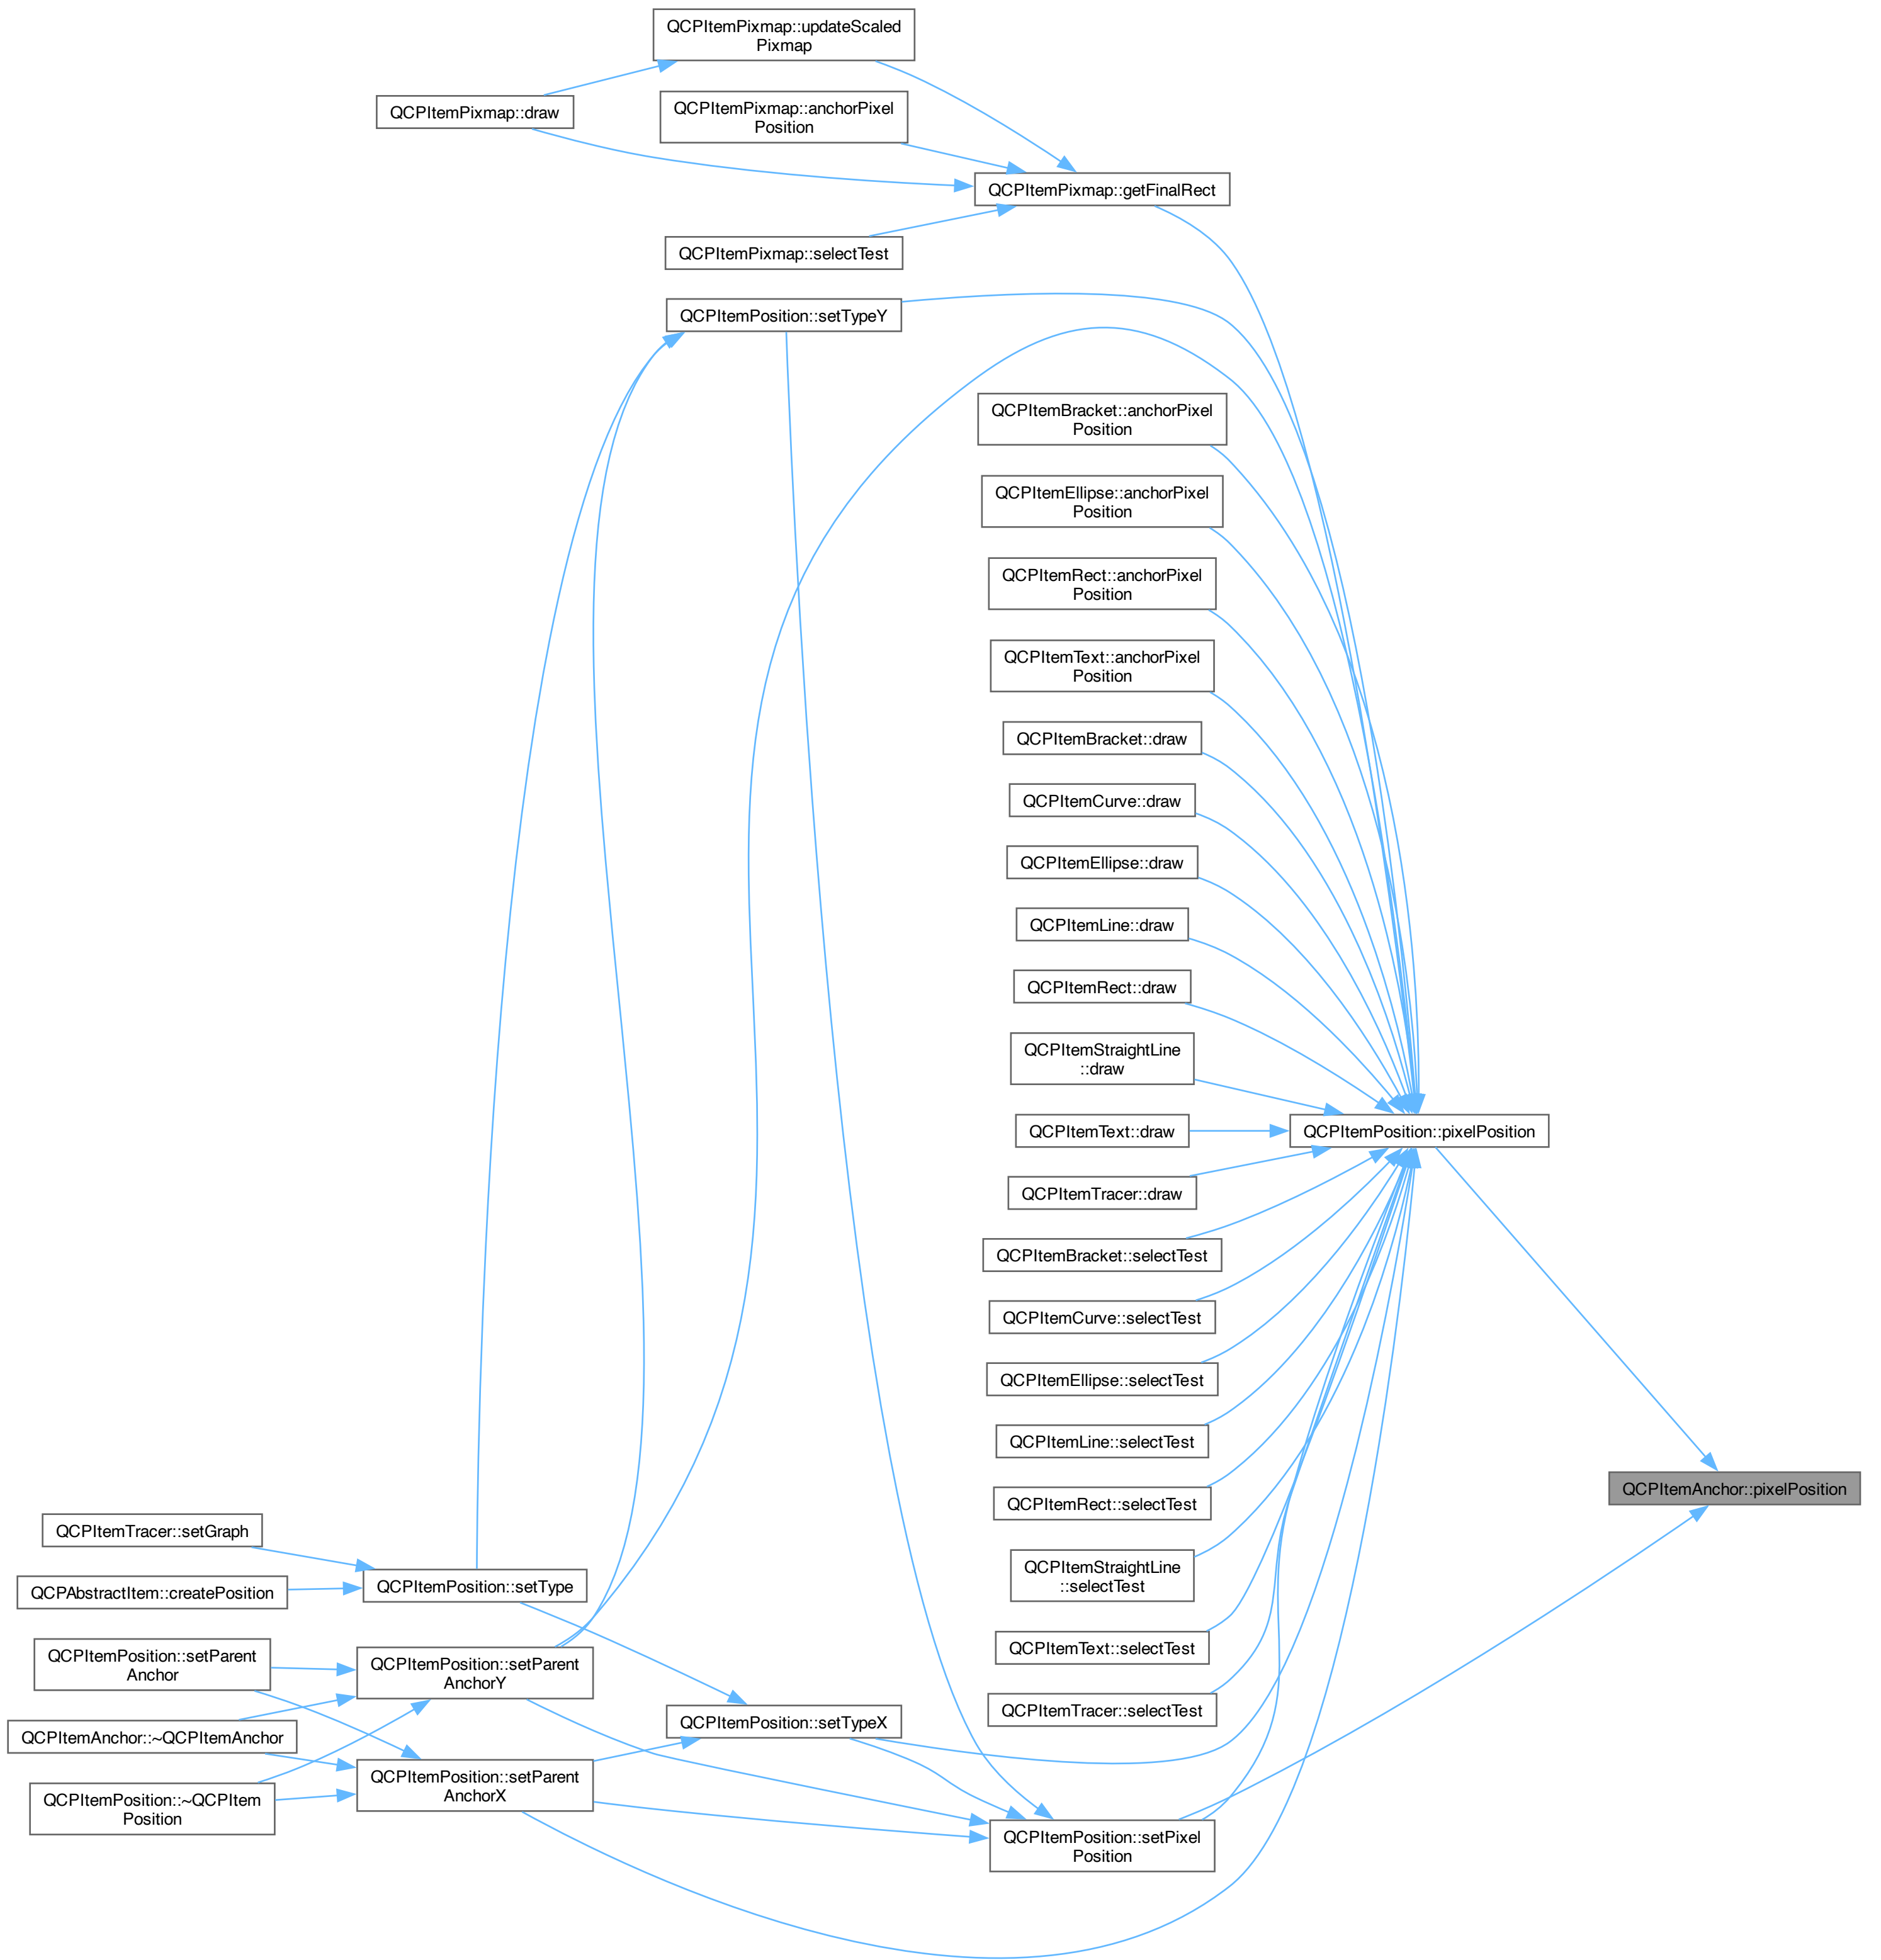 QCPItemPixmap::updateScaled
Pixmap
QCPItemPixmap::draw
QCPItemPixmap::anchorPixel
Position
QCPItemPixmap::getFinalRect
QCPItemPixmap::selectTest
QCPItemPosition::setTypeY
QCPItemBracket::anchorPixel
Position
QCPItemEllipse::anchorPixel
Position
QCPItemRect::anchorPixel
Position
QCPItemText::anchorPixel
Position
QCPItemBracket::draw
QCPItemCurve::draw
QCPItemEllipse::draw
QCPItemLine::draw
QCPItemRect::draw
QCPItemStraightLine
::draw
QCPItemText::draw
QCPItemPosition::pixelPosition
QCPItemTracer::draw
QCPItemBracket::selectTest
QCPItemCurve::selectTest
QCPItemEllipse::selectTest
QCPItemLine::selectTest
QCPItemAnchor::pixelPosition
QCPItemRect::selectTest
QCPItemTracer::setGraph
QCPItemStraightLine
::selectTest
QCPItemPosition::setType
QCPAbstractItem::createPosition
QCPItemText::selectTest
QCPItemPosition::setParent
Anchor
QCPItemPosition::setParent
AnchorY
QCPItemTracer::selectTest
QCPItemPosition::setTypeX
QCPItemAnchor::~QCPItemAnchor
QCPItemPosition::setParent
AnchorX
QCPItemPosition::~QCPItem
Position
QCPItemPosition::setPixel
Position